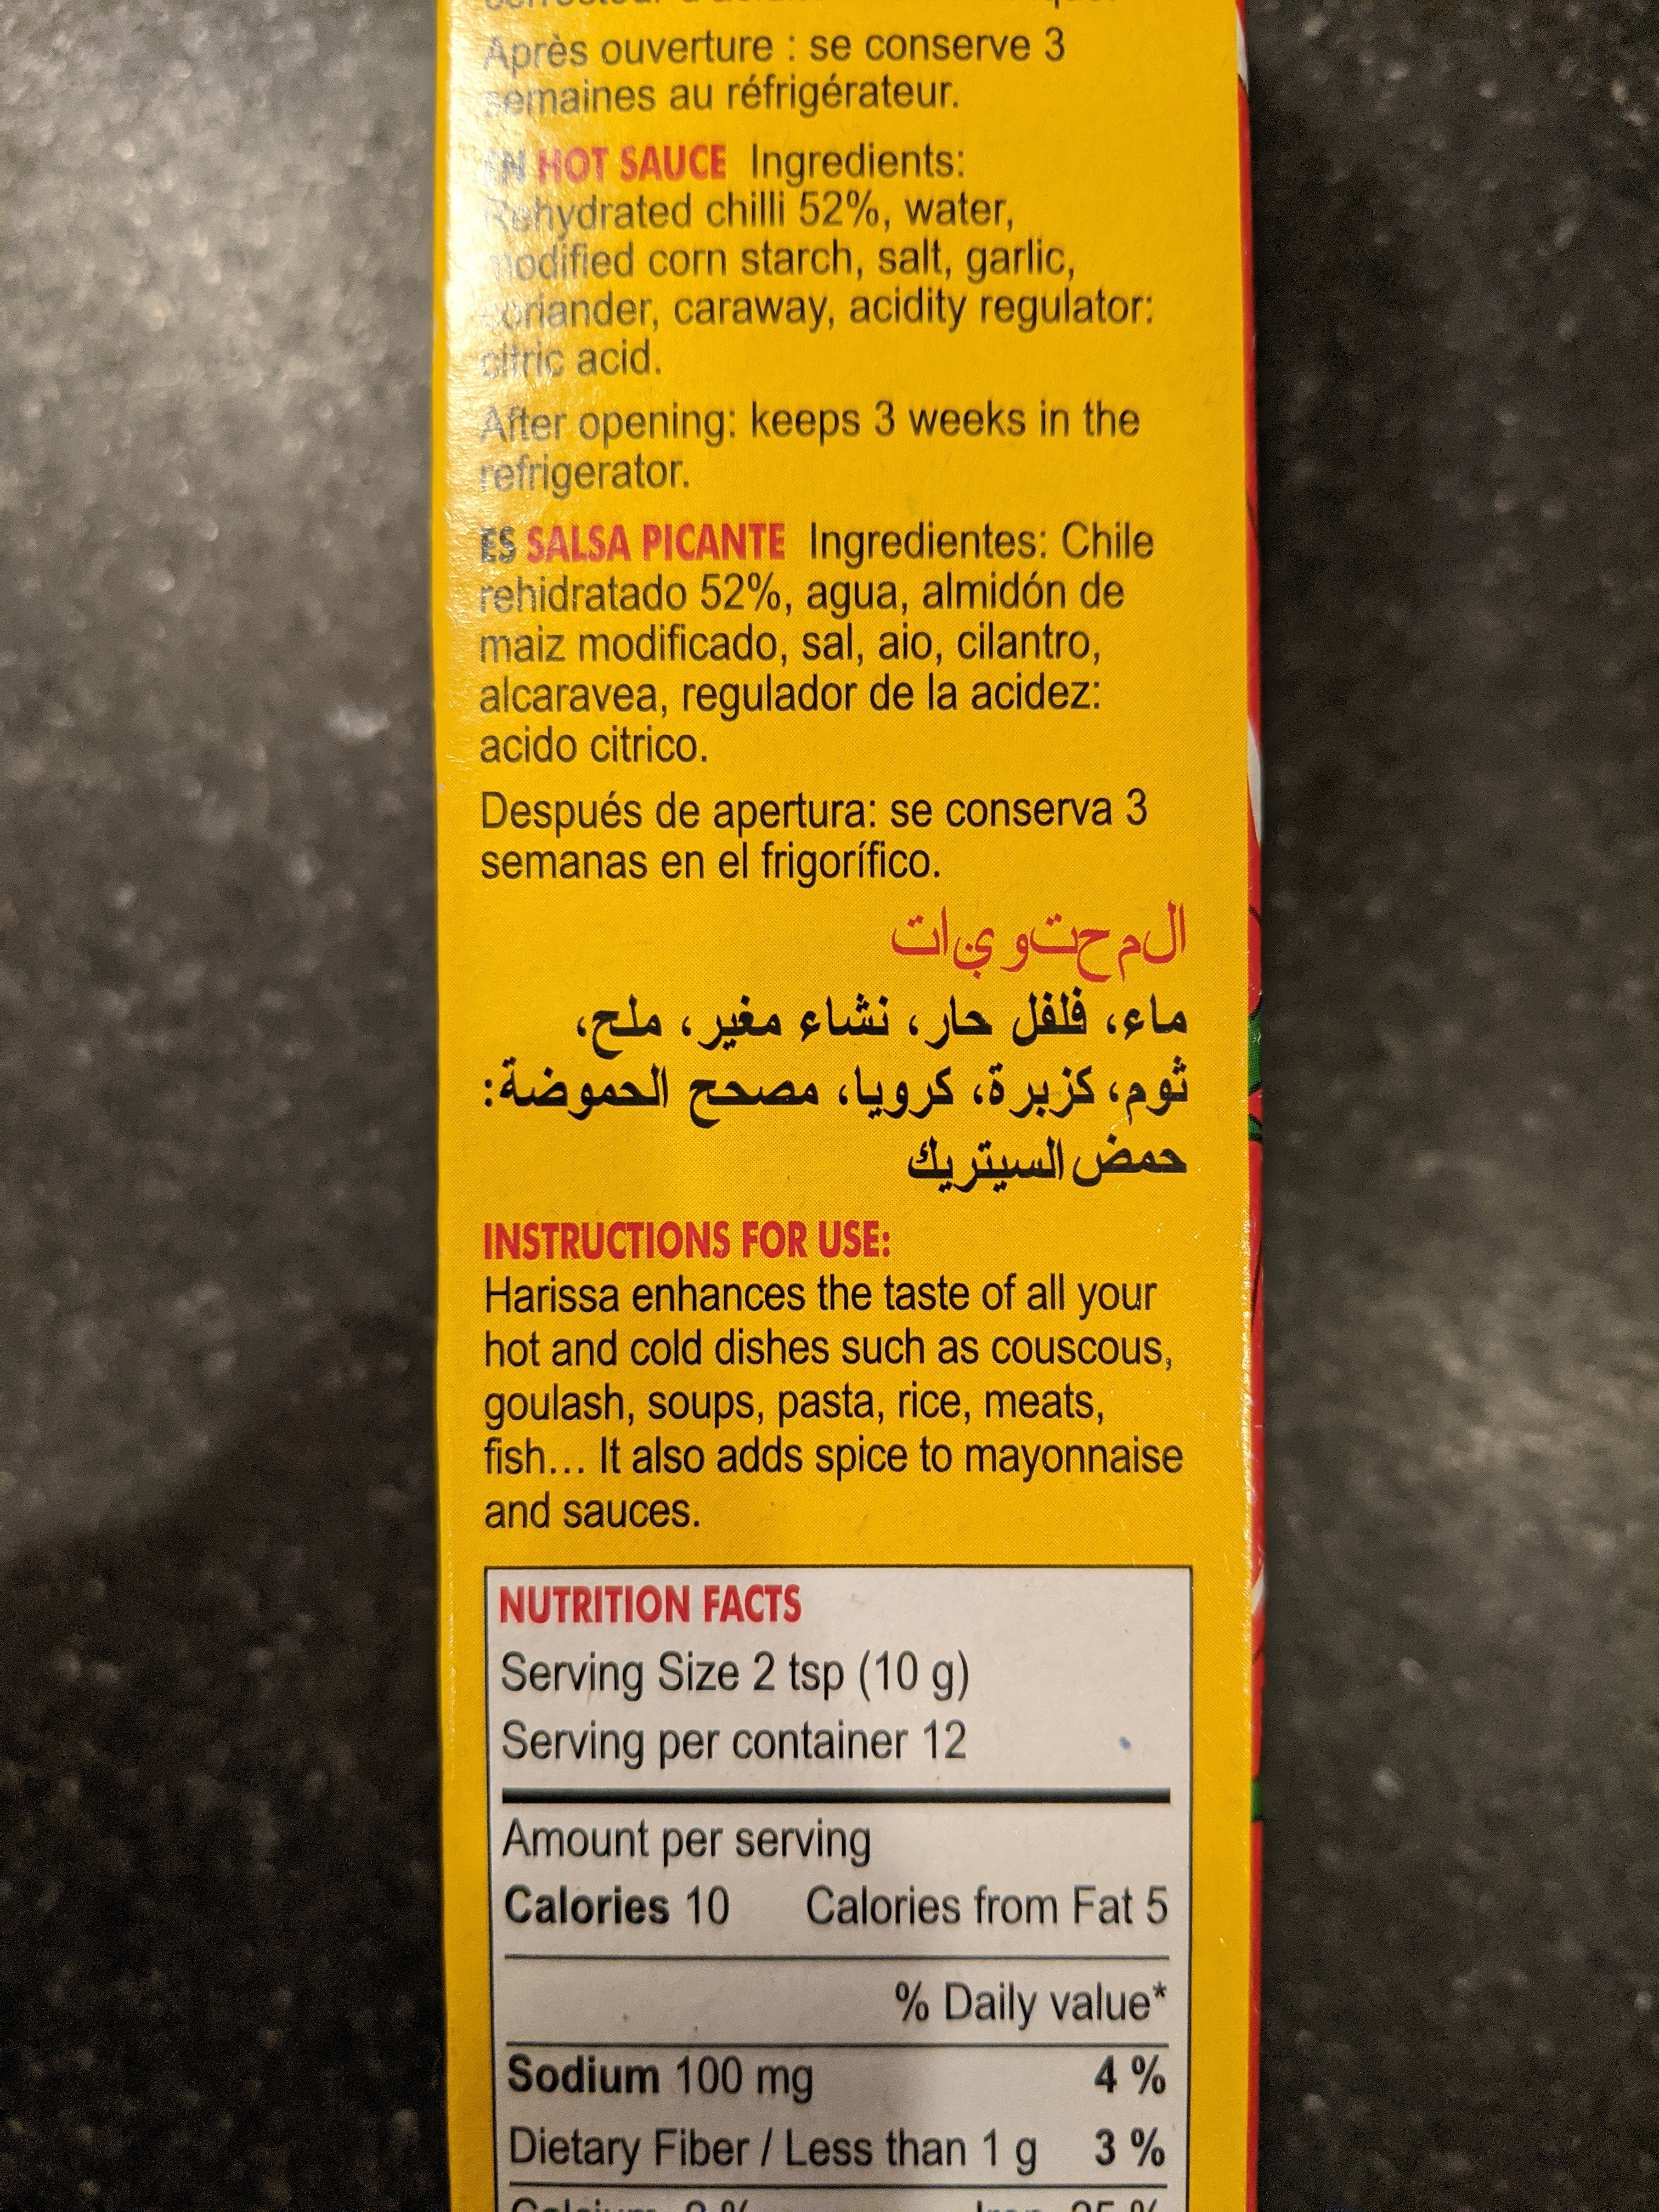 Après ouverture : se conserve 3
semaines au réfrigérateur.
EN HOT SAUCE Ingredients:
Rehydrated chilli 52%, water,
modified corn starch, salt, garlic,
coriander, caraway, acidity regulator:
citric acid.
After opening: keeps 3 weeks in the
refrigerator.
ES SALSA PICANTE Ingredientes: Chile
rehidratado 52%, agua, almidón de
maiz modificado, sal, aio, cilantro,
alcaravea, regulador de la acidez:
acido citrico.
Después de apertura: se conserva 3
semanas en el frigorífico.
المحتويات
ماء، فلفل حار، نشاء مغير، ملح،
ثوم، كزبرة، كرويا، مصحح الحموضة:
حمض السيتريك
INSTRUCTIONS FOR USE:
Harissa enhances the taste of all your
hot and cold dishes such as couscous,
goulash, soups, pasta, rice, meats,
fish... It also adds spice to mayonnaise
and sauces.
NUTRITION FACTS
Serving Size 2 tsp (10 g)
Serving per container 12
Amount per serving
Calories 10 Calories from Fat 5
% Daily value*
Sodium 100 mg 4 %
Dietary Fiber / Less than 1 g 3 %